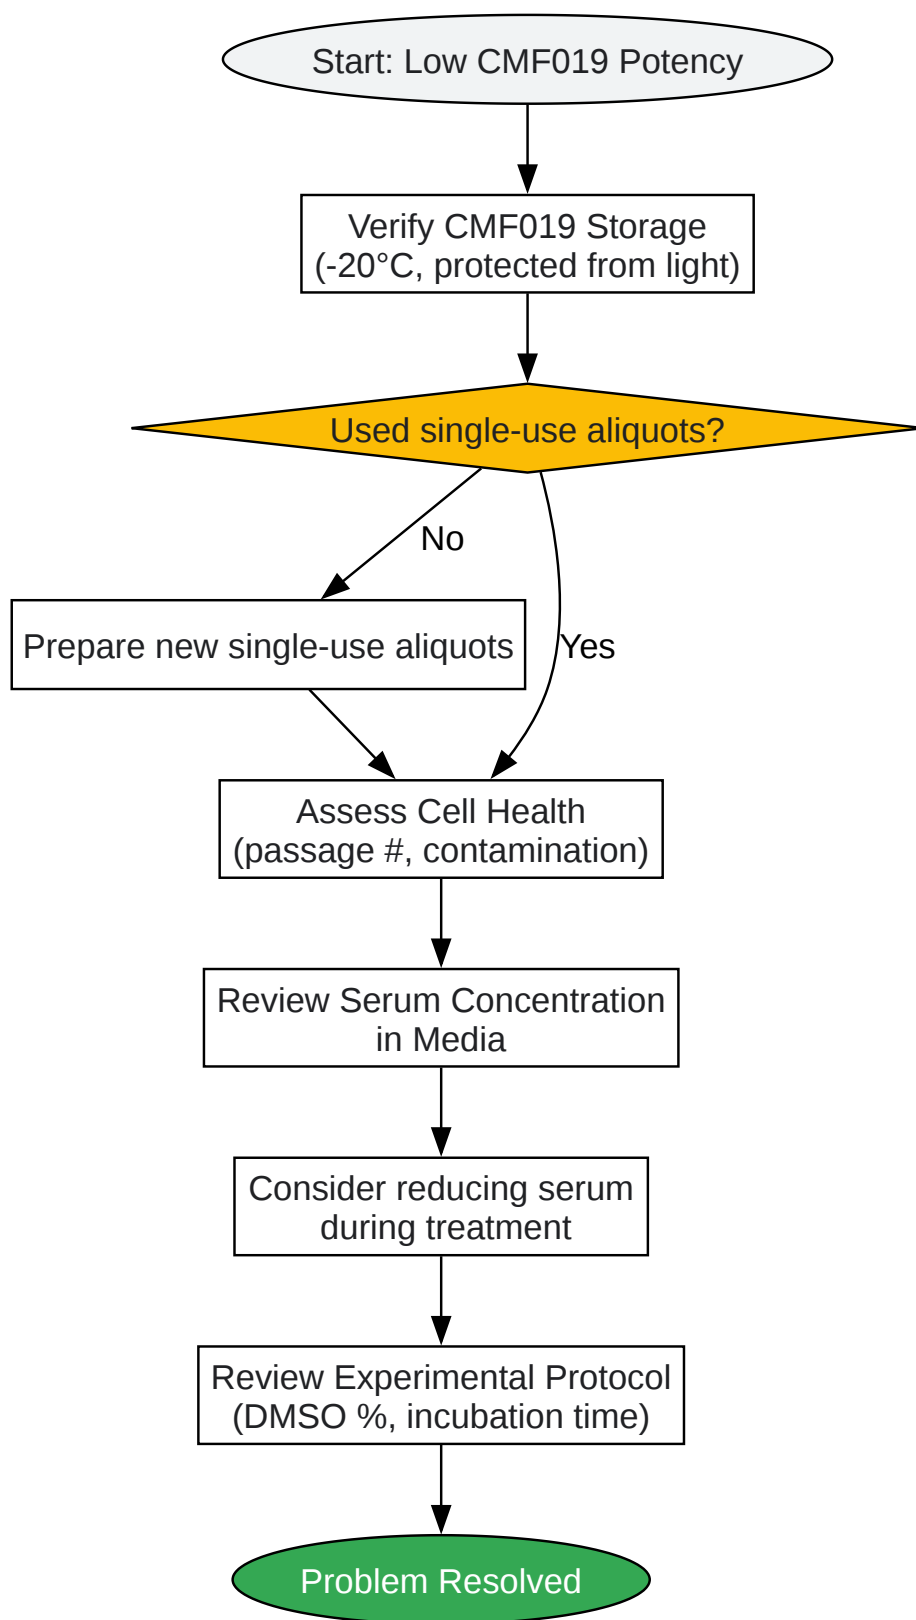 Start: Low CMF019 Potency
Verify CMF019 Storage
(-20°C, protected from light)
Used single-use aliquots?
No
Prepare new single-use aliquots
Yes
Assess Cell Health
(passage #, contamination)
Review Serum Concentration
in Media
Consider reducing serum
during treatment
Review Experimental Protocol
(DMSO %, incubation time)
Problem Resolved